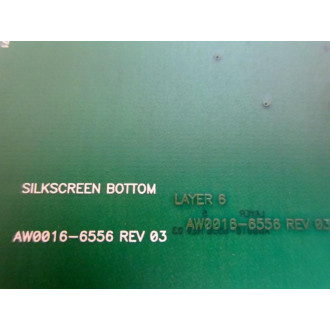 SILKSCREEN BOTTOM
LAYER 6
AW0016-6556 REV 03
AW0016-6556 REV 03